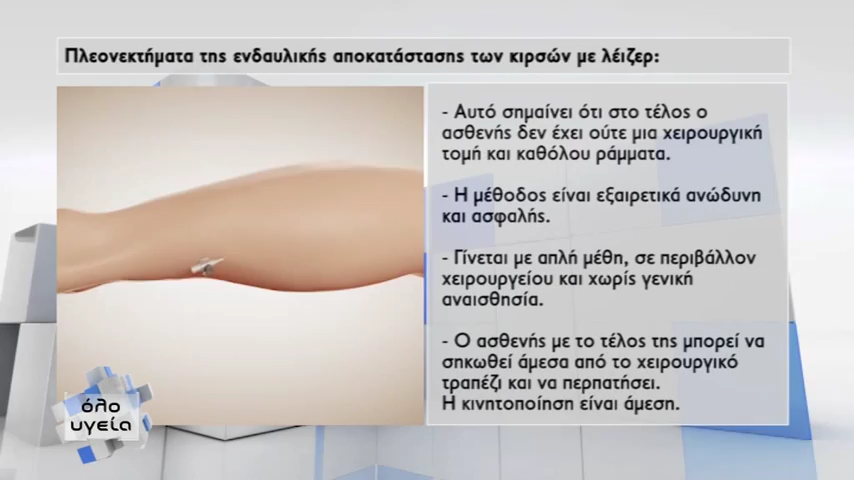 Πλεονεκτήματα της ενδαυλικής αποκατάστασης των κιρσών με λέιζερ:
- Αυτό σημαίνει ότι στο τέλος ο
ασθενής δεν έχει ούτε μια χειρουργική
τομή και καθόλου ράμματα.
- Η μέθοδος είναι εξαιρετικά ανώδυνη
και ασφαλής.
- Γίνεται με απλή μέθη, σε περιβάλλον
χειρουργείου και χωρίς γενική
αναισθησία.
- Ο ασθενής με το τέλος της μπορεί να
σηκωθεί άμεσα από το χειρουργικό
τραπέζι και να περπατήσει.
Η κινητοποίηση είναι άμεση.
όλο
υγεία